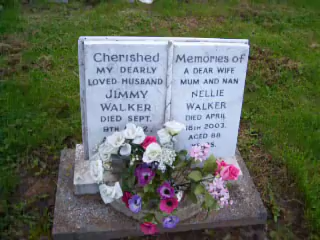 Cherished
MY DEARLY
LOVED HUSBAND
JIMMY
WALKER
DIED SEPT.
Memories of
A DEAR WIFE
MUM AND NAN
NELLIE
WALKER
DIED APRIL
18TH 2003.
AGED 88